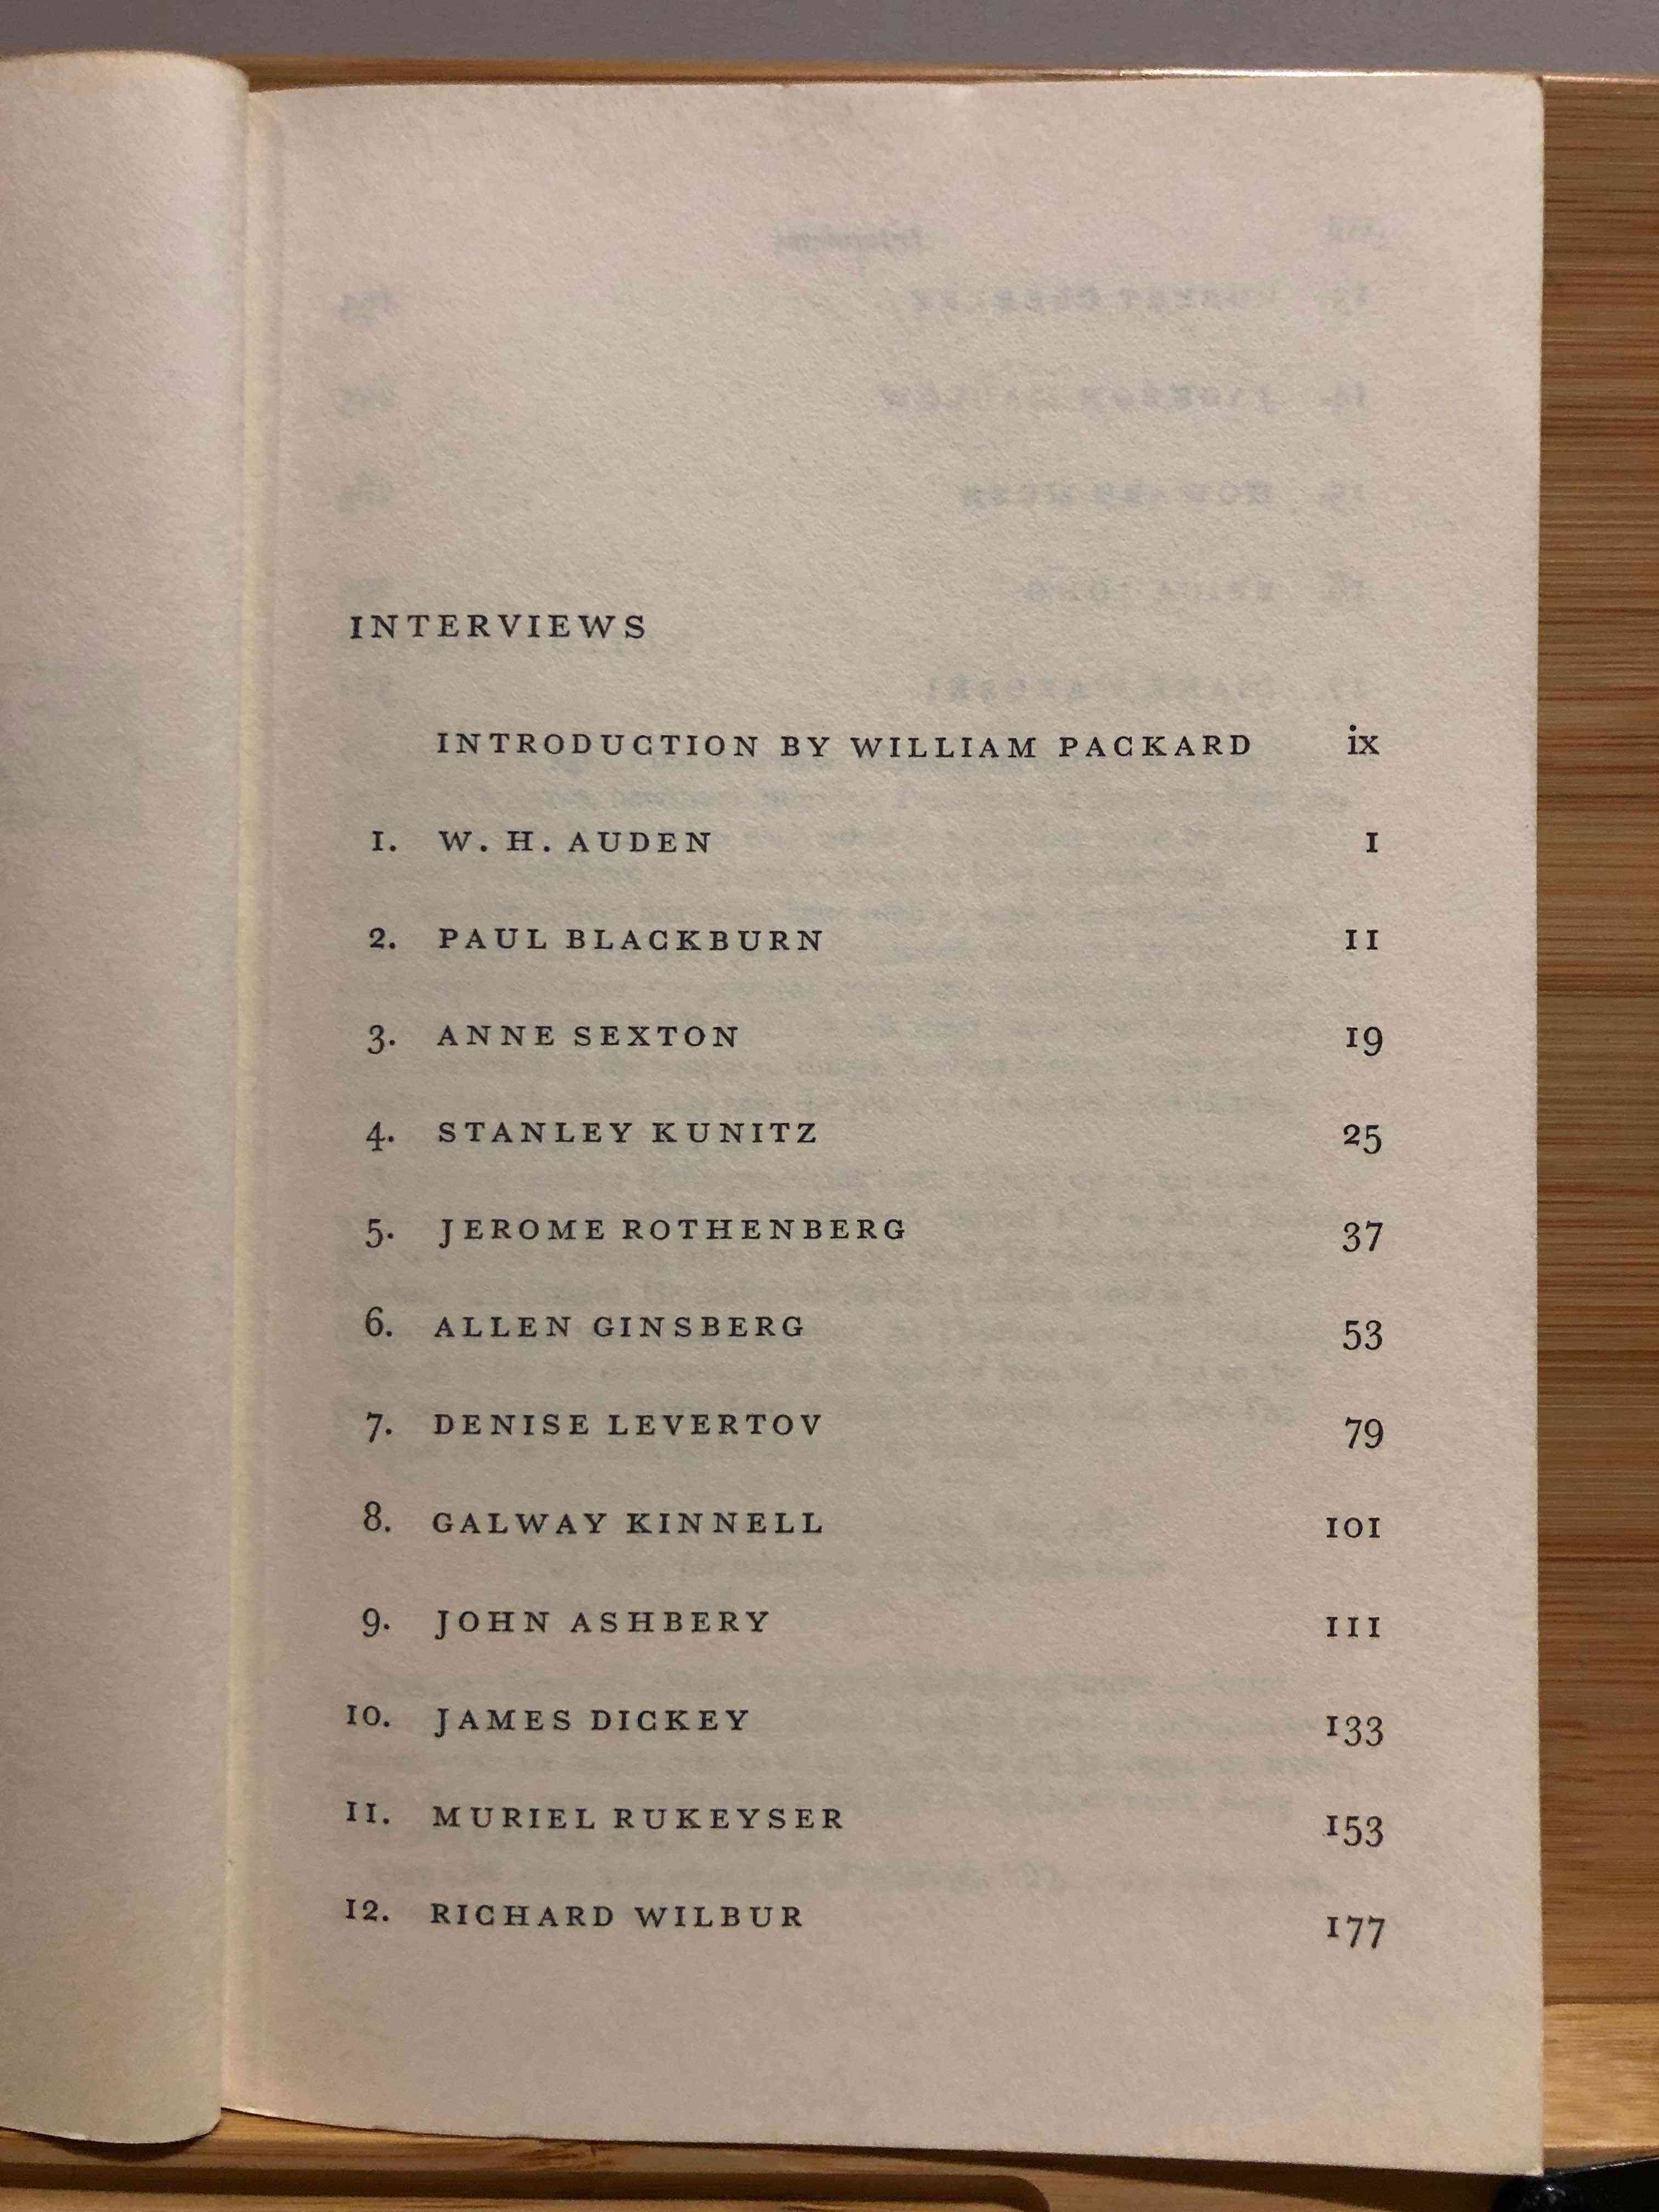 INTERVIEWS
INTRODUCTION BY WILLIAM PACKARD ix
1. W. H. AUDEN 1
2. PAUL BLACKBURN 11
3. ANNE SEXTON 19
4. STANLEY KUNITZ 25
5. JEROME ROTHENBERG 37
6. ALLEN GINSBERG 53
7. DENISE LEVERTOV 79
8. GALWAY KINNELL 101
9. JOHN ASHBERY 111
10. JAMES DICKEY 133
11. MURIEL RUKEYSER 153
12. RICHARD WILBUR 177